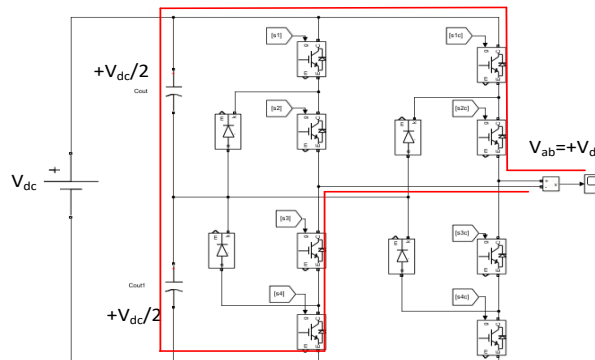 [s1]
[s1c]
+Vdc/2
Cout
[s2]
[s2c]
Vab=+Vd
Vdc
[s3]
[s3c]
Cout1
[s4]
[s4c]
+Vdc/2